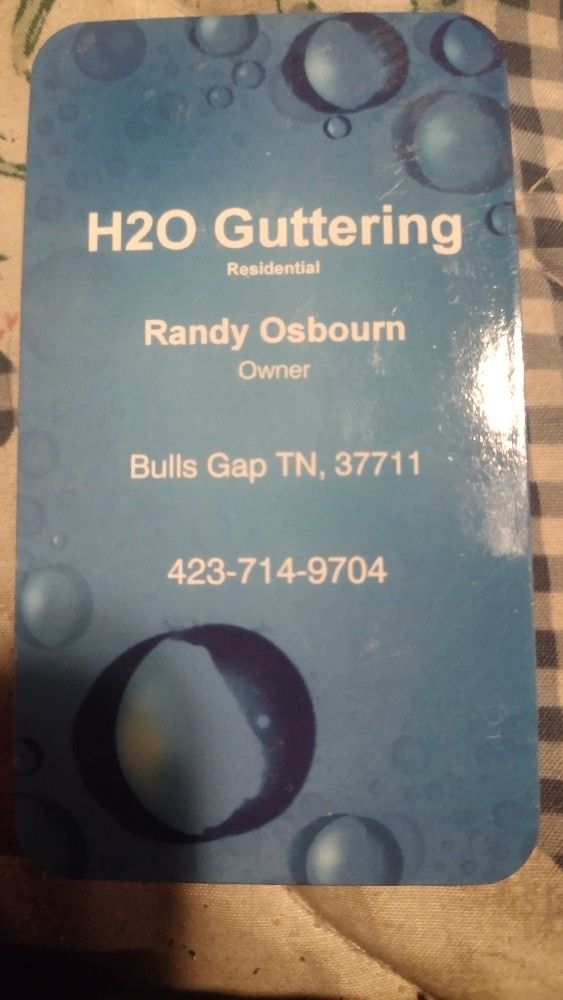 H2O Guttering
Residential
Randy Osbourn
Owner
Bulls Gap TN, 37711
423-714-9704